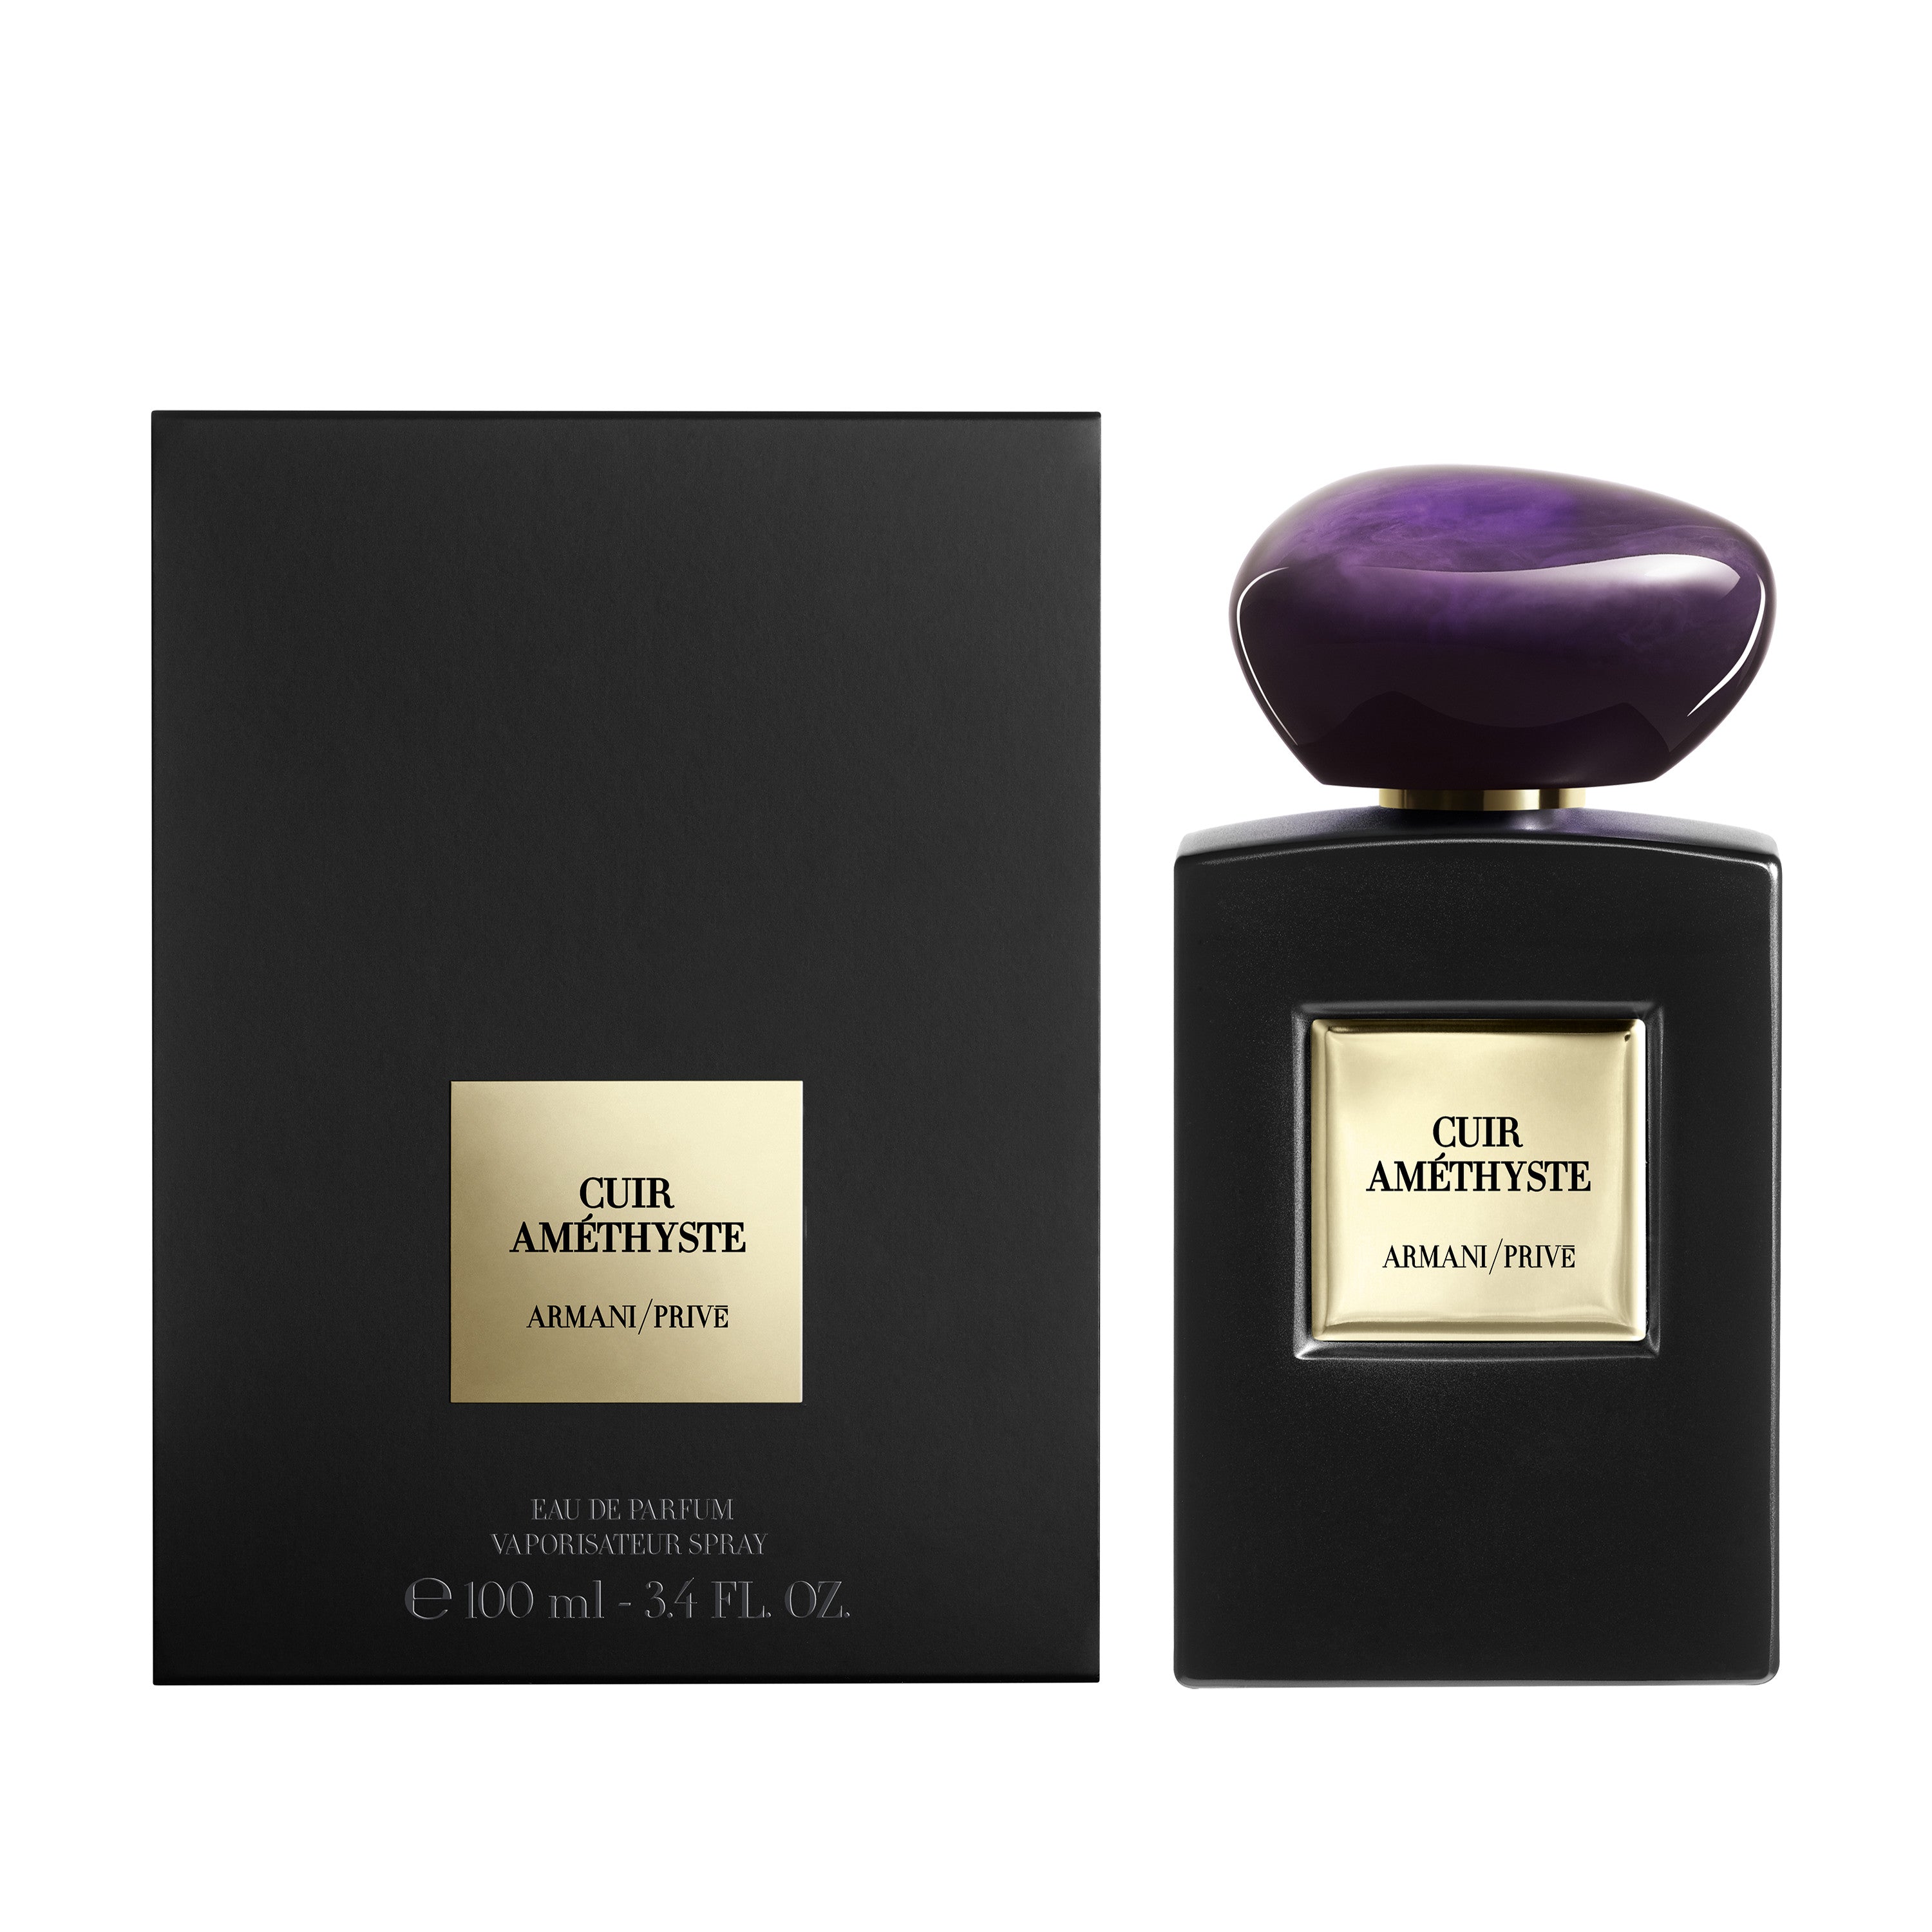 CUIR
AMÉTHYSTE
ARMANI/PRIVĒ
EAU DE PARFUM
VAPORISATEUR SPRAY
℮ 100 ml - 3.4 FL. OZ.
CUIR
AMÉTHYSTE
ARMANI/PRIVĒ